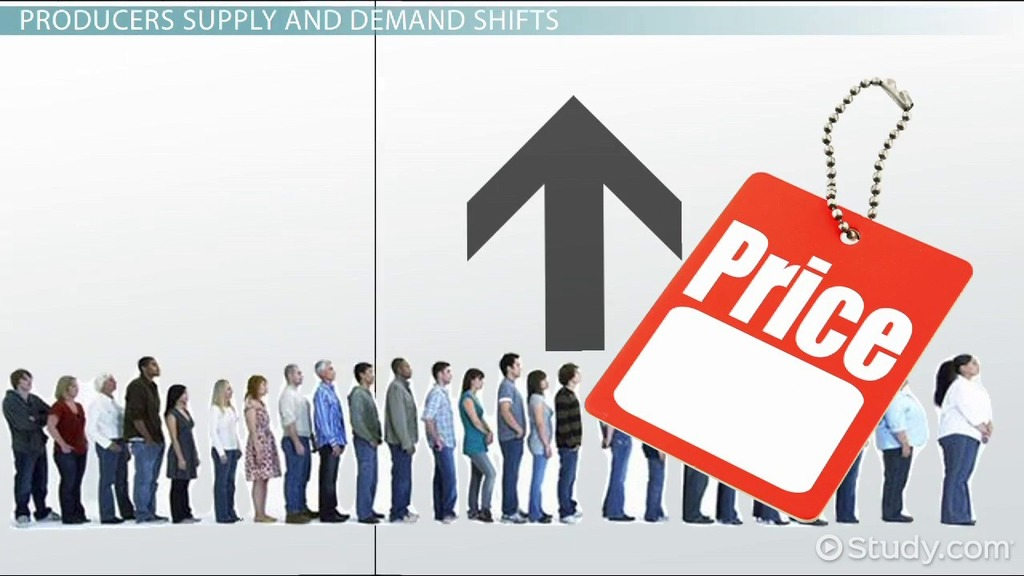 PRODUCERS SUPPLY AND DEMAND SHIFTS
Price
Study.com